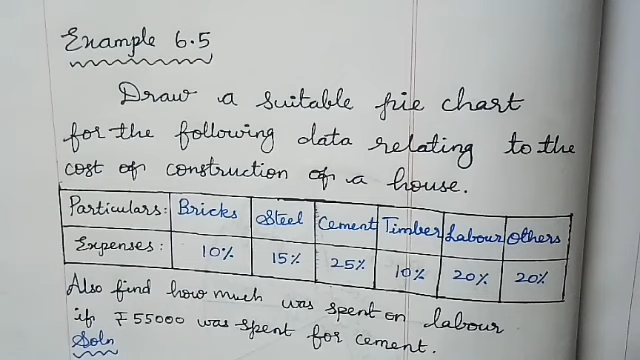 Example 6.5
Draw a suitable pie chart
for the following data relating to the
cost of construction of a house.
Particulars: Bricks Steel Cement Timber Labour Others
Expenses: 10% 15% 25% 10% 20% 20%
Also find how much was spent on labour
if ₹55000 was spent for cement.
Soln